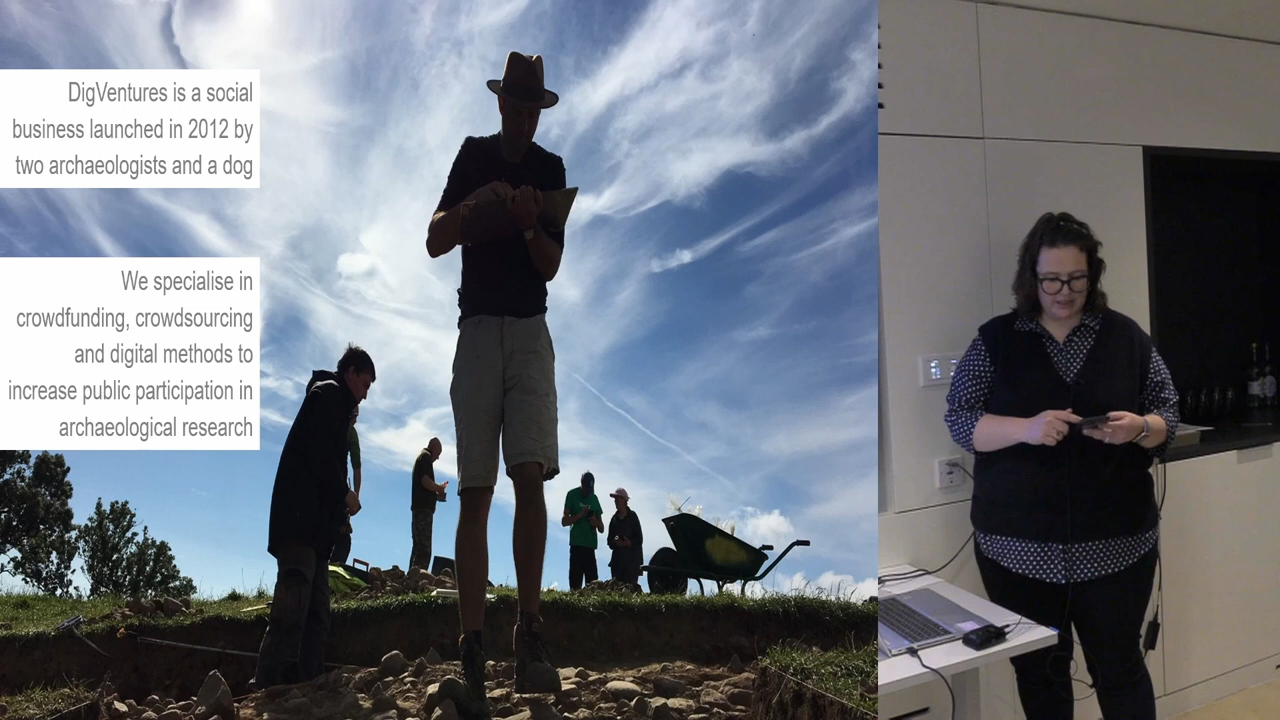 DigVentures is a social
business launched in 2012 by
two archaeologists and a dog
We specialise in
crowdfunding, crowdsourcing
and digital methods to
increase public participation in
archaeological research